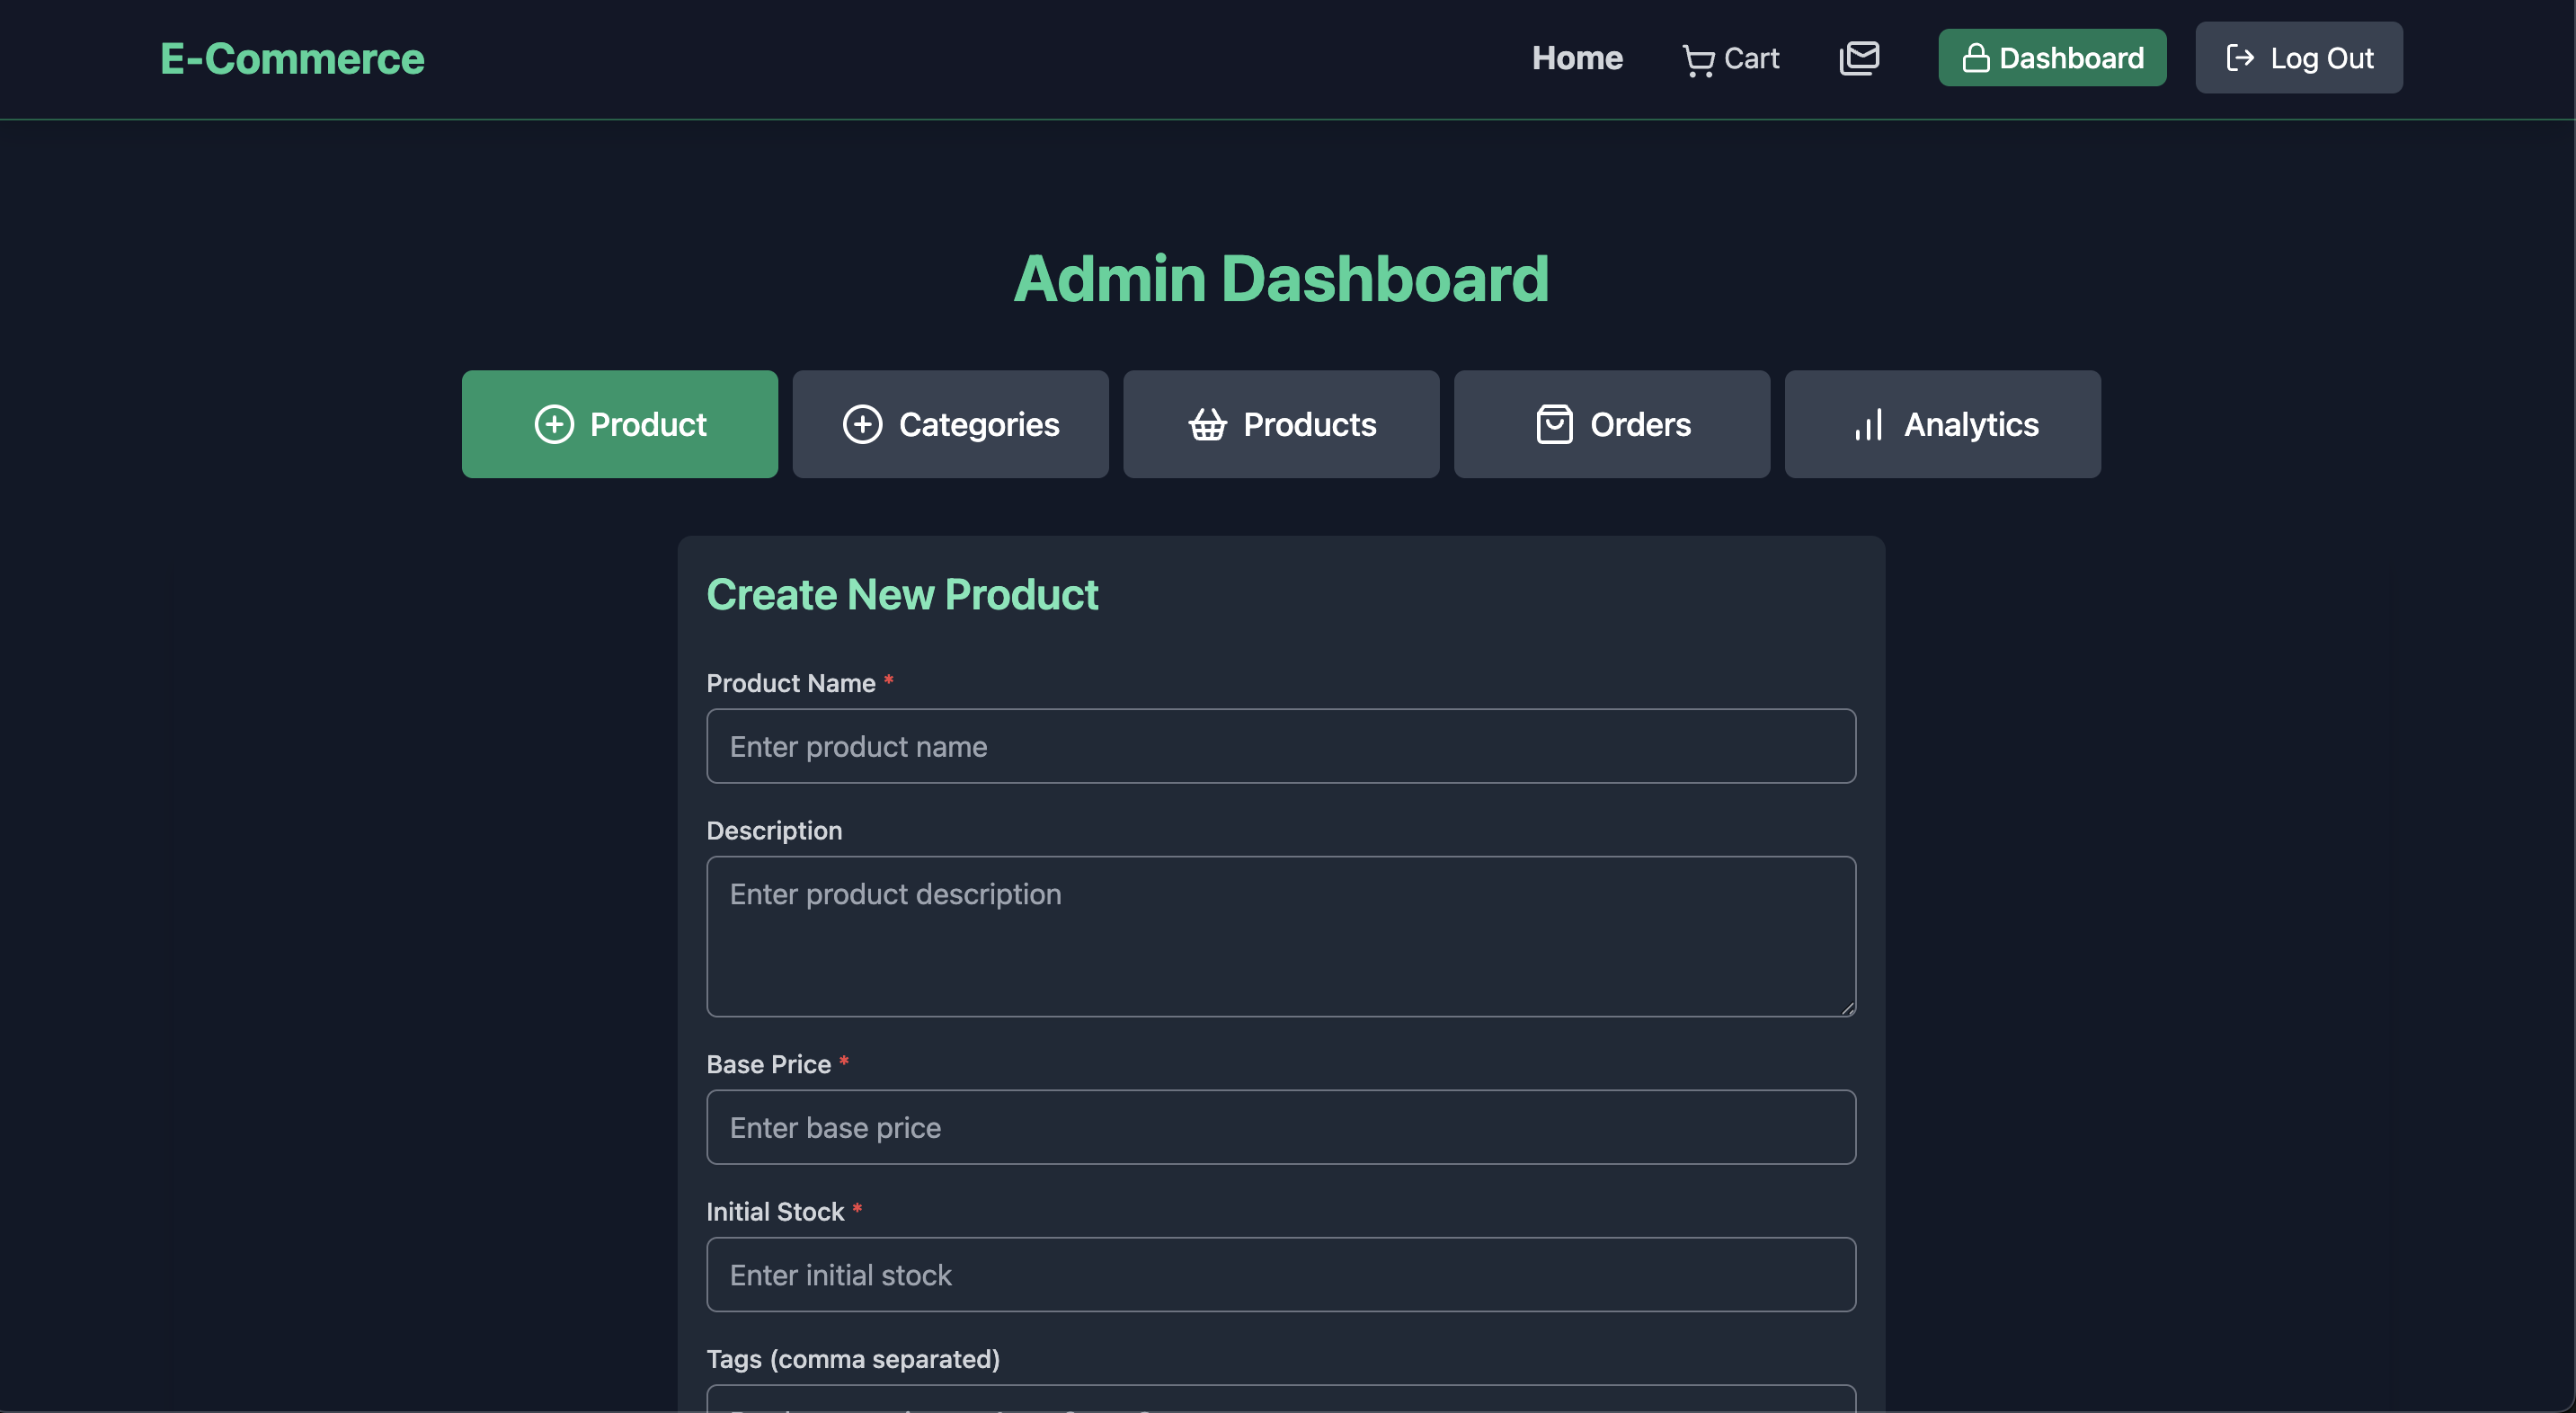 E-Commerce
Home
Cart
Dashboard
Log Out
Admin Dashboard
Product
Categories
Products
Orders
Analytics
Create New Product
Product Name *
Enter product name
Description
Enter product description
Base Price *
Enter base price
Initial Stock *
Enter initial stock
Tags (comma separated)